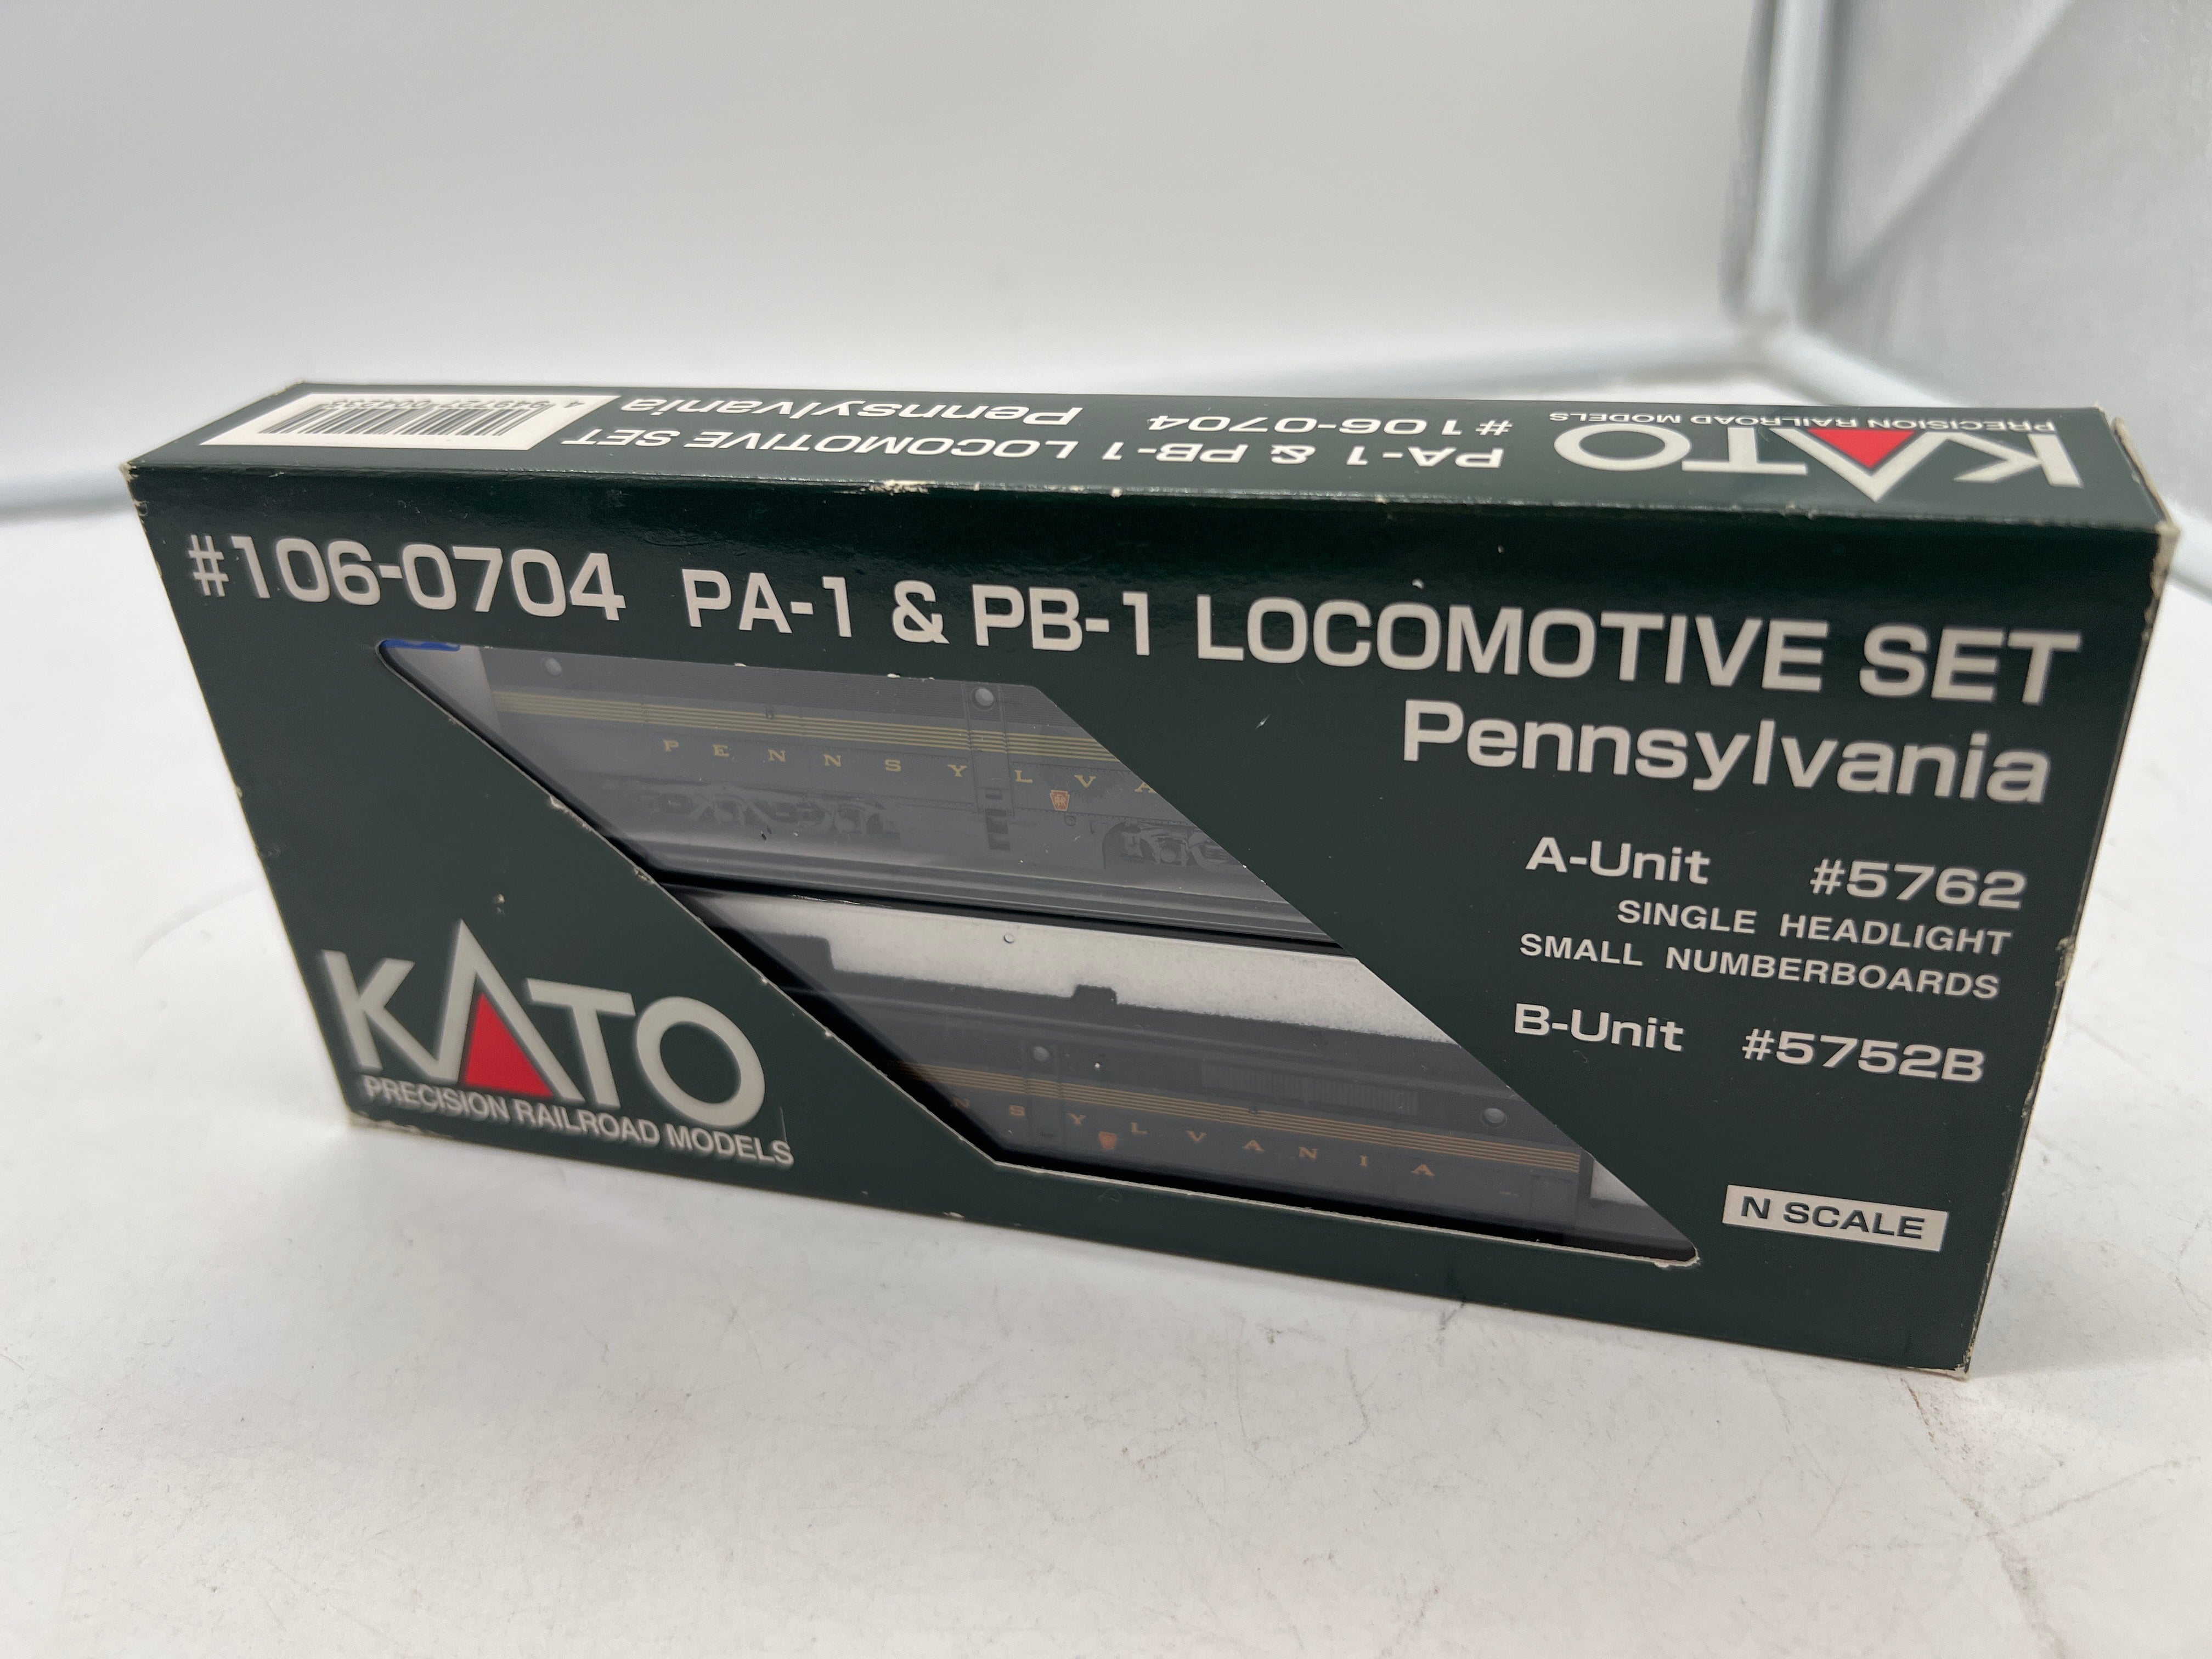 KATO
PRECISION RAILROAD MODELS
PA-1 & PB-1 LOCOMOTIVE SET
#106-0704 Pennsylvania
#106-0704 PA-1 & PB-1 LOCOMOTIVE SET
Pennsylvania
A-Unit #5762
SINGLE HEADLIGHT
SMALL NUMBERBOARDS
B-Unit #5752B
N SCALE
PENNSYLVA
NSYLVANIA
KATO
PRECISION RAILROAD MODELS